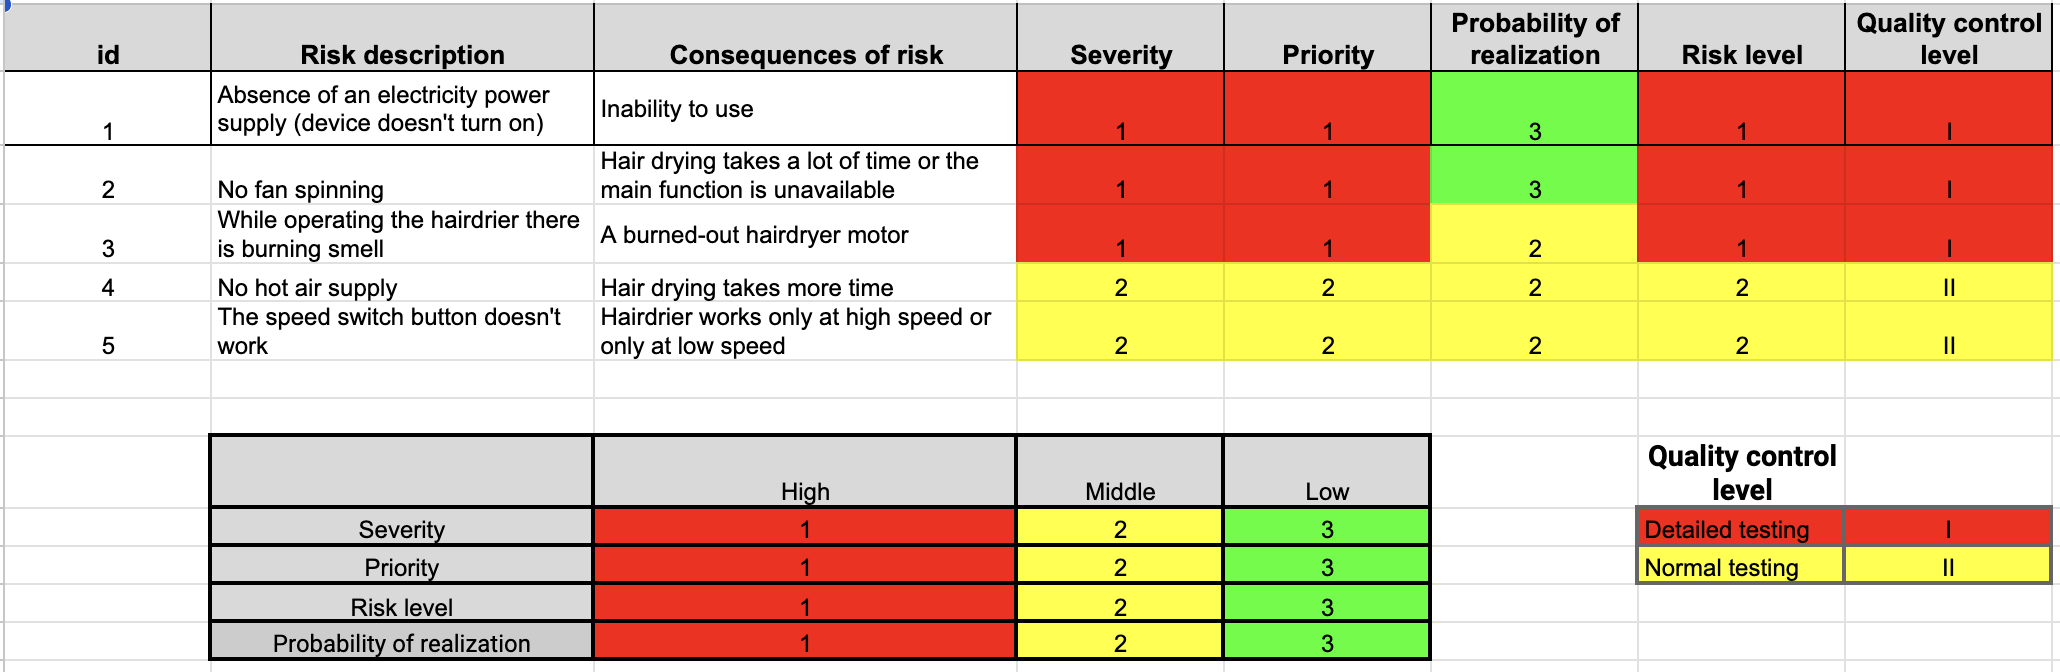 id Risk description Consequences of risk Severity Priority Probability of realization Risk level Quality control level
1 Absence of an electricity power supply (device doesn't turn on) Inability to use 1 1 3 1 I
2 No fan spinning Hair drying takes a lot of time or the main function is unavailable 1 1 3 1 I
3 While operating the hairdrier there is burning smell A burned-out hairdryer motor 1 1 2 1 I
4 No hot air supply Hair drying takes more time 2 2 2 2 II
5 The speed switch button doesn't work Hairdrier works only at high speed or only at low speed 2 2 2 2 II
High Middle Low
Severity 1 2 3
Priority 1 2 3
Risk level 1 2 3
Probability of realization 1 2 3
Quality control level
Detailed testing I
Normal testing II